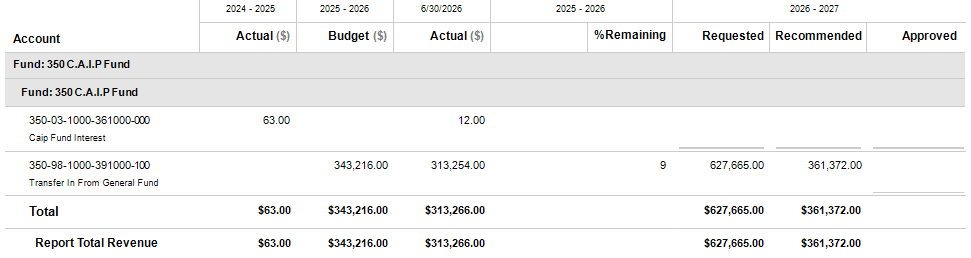 2024 - 2025 2025 - 2026 6/30/2026 2025 - 2026 2026 - 2027
Account Actual ($) Budget ($) Actual ($) %Remaining Requested Recommended Approved
Fund: 350 C.A.I.P Fund
Fund: 350 C.A.I.P Fund
350-03-1000-361000-000 63.00 12.00
Caip Fund Interest
350-98-1000-391000-100 343,216.00 313,254.00 9 627,665.00 361,372.00
Transfer In From General Fund
Total $63.00 $343,216.00 $313,266.00 $627,665.00 $361,372.00
Report Total Revenue $63.00 $343,216.00 $313,266.00 $627,665.00 $361,372.00